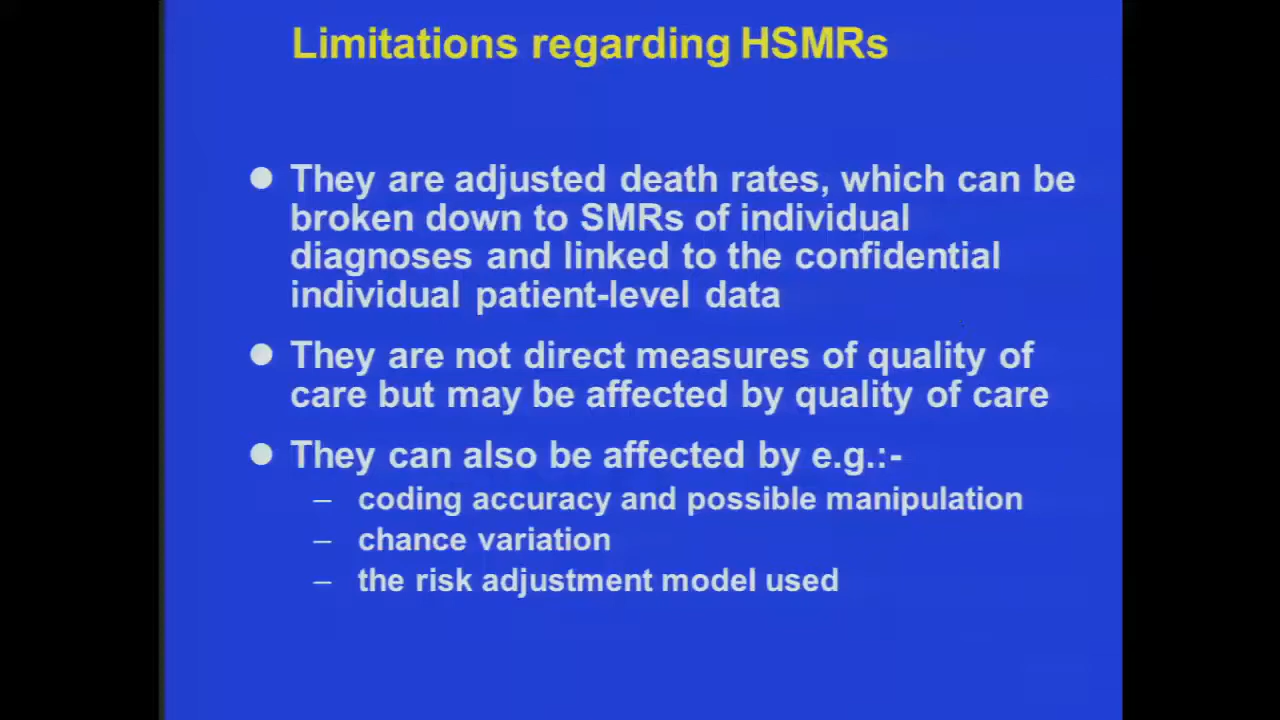 Limitations regarding HSMRs
● They are adjusted death rates, which can be
broken down to SMRs of individual
diagnoses and linked to the confidential
individual patient-level data
● They are not direct measures of quality of
care but may be affected by quality of care
● They can also be affected by e.g.:-
– coding accuracy and possible manipulation
– chance variation
– the risk adjustment model used